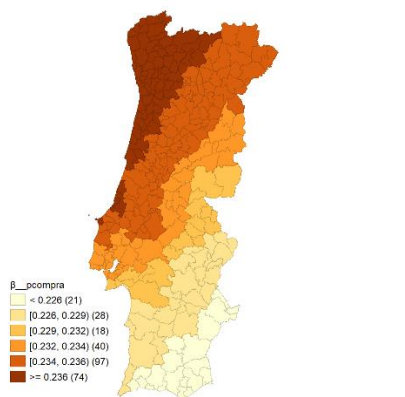 β__pcompra
< 0.226 (21)
[0.226, 0.229) (28)
[0.229, 0.232) (18)
[0.232, 0.234) (40)
[0.234, 0.236) (97)
>= 0.236 (74)